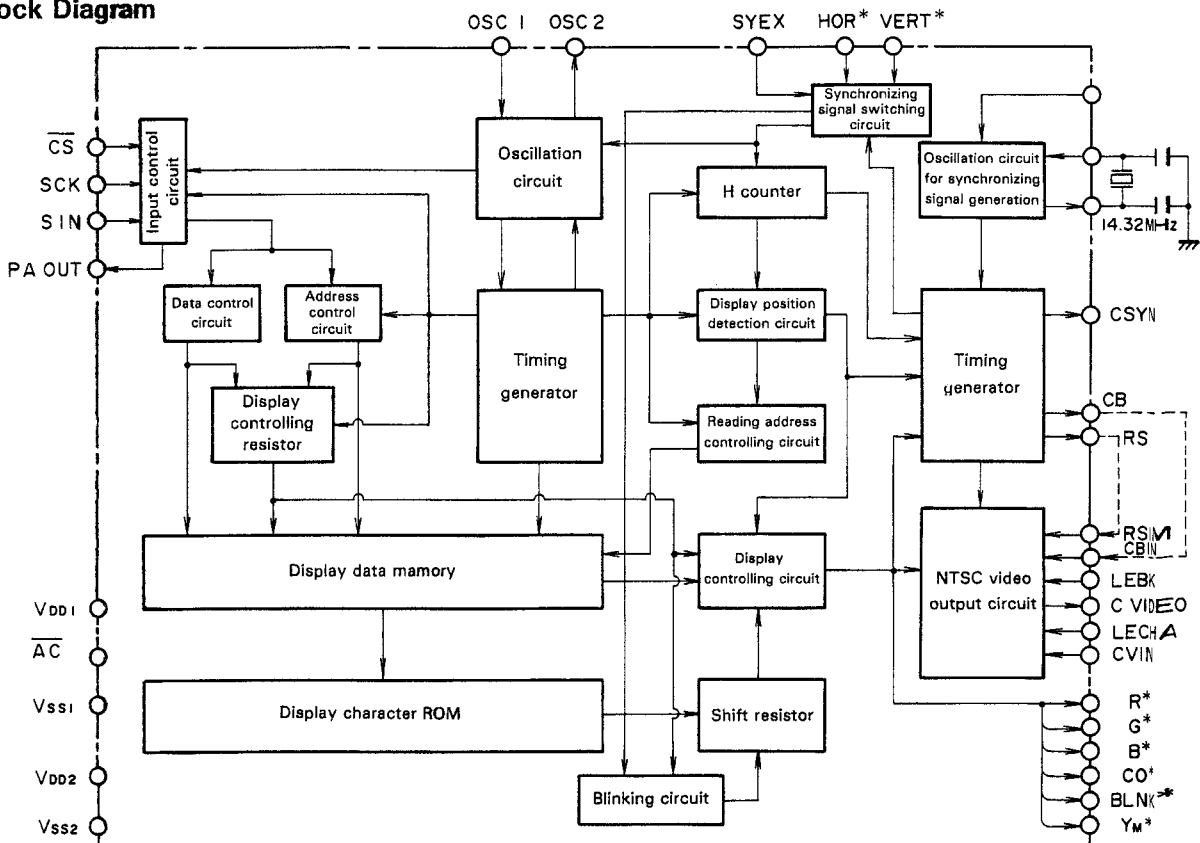 ock Diagram
OSC 1 OSC 2 SYEX HOR* VERT*
Synchronizing
signal switching
circuit
C̅S̅
SCK
SIN
PA OUT
Input control
circuit
Oscillation
circuit
H counter
Oscillation circuit
for synchronizing
signal generation
14.32MHz
Data control
circuit
Address
control
circuit
Timing
generator
Display position
detection circuit
Timing
generator
CSYN
CB
RS
Display
controlling
resistor
Reading address
controlling circuit
Display data mamory
Display
controlling circuit
NTSC video
output circuit
RSIN
CBIN
LEBK
C VIDEO
LECHA
CVIN
VDD1
A̅C̅
VSS1
VDD2
VSS2
Display character ROM
Shift resistor
Blinking circuit
R*
G*
B*
CO*
BLNK*
YM*